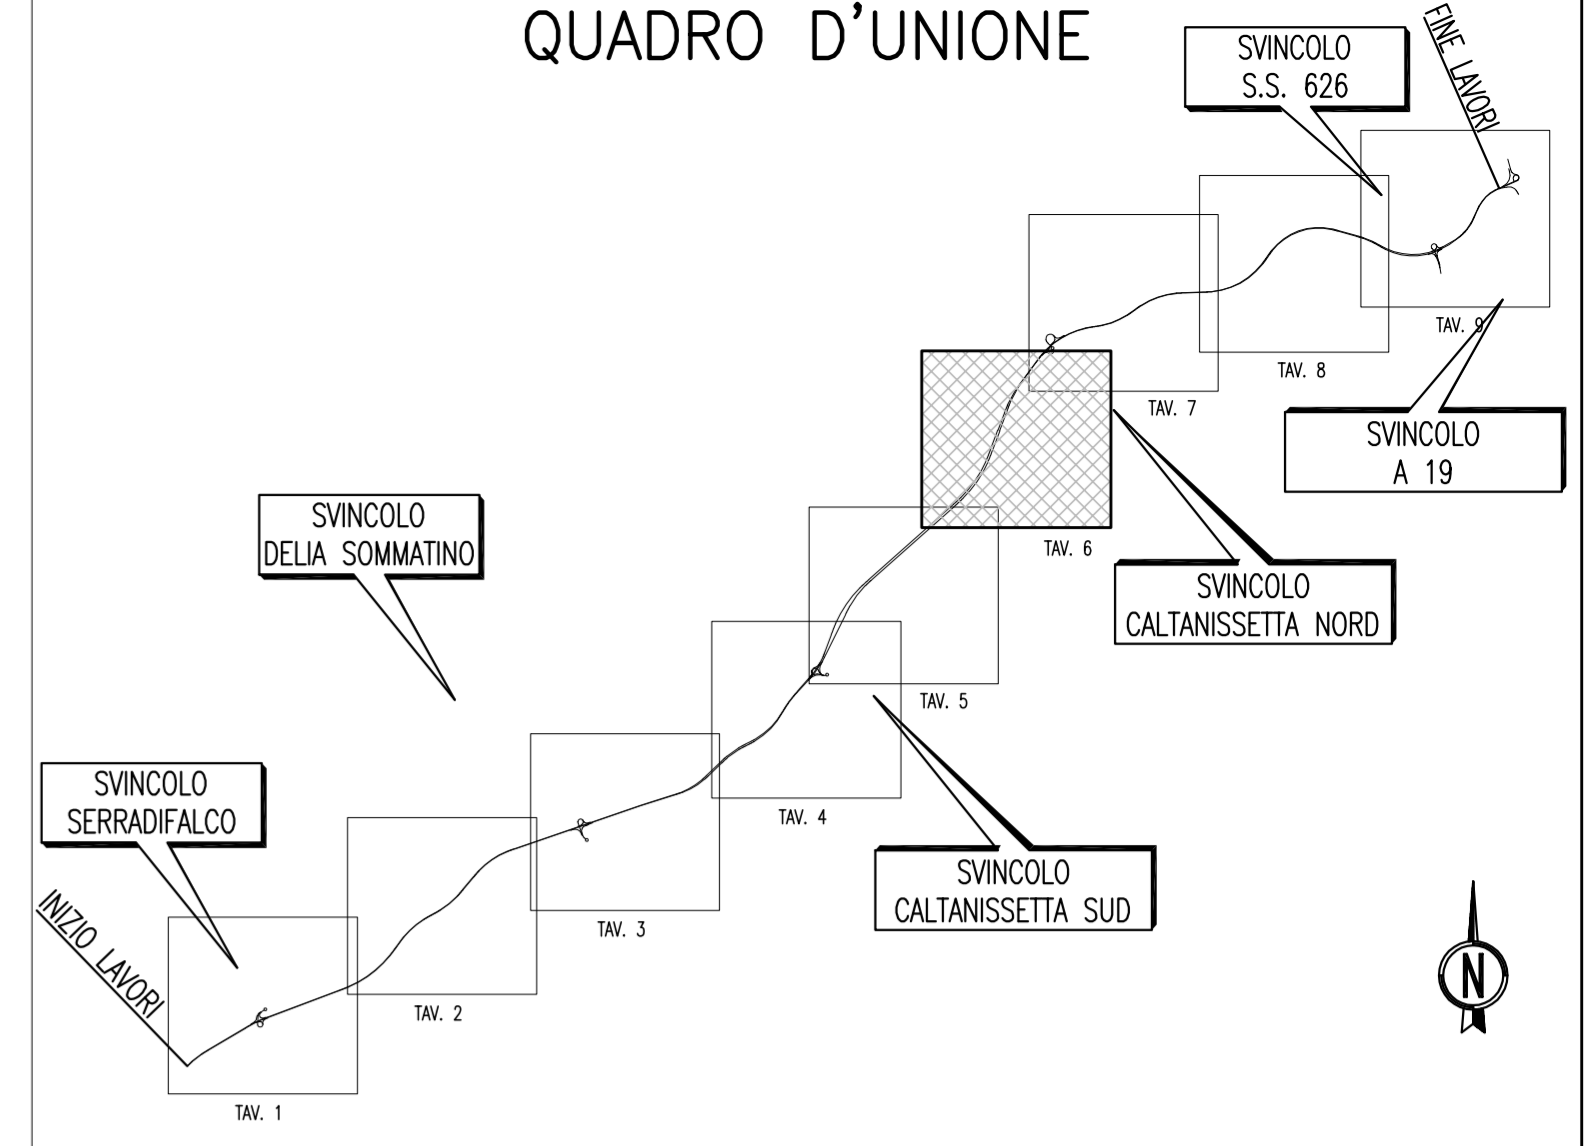 QUADRO D'UNIONE
SVINCOLO
S.S. 626
FINE LAVORI
TAV. 9
TAV. 8
TAV. 7
SVINCOLO
A 19
SVINCOLO
DELIA SOMMATINO
TAV. 6
SVINCOLO
CALTANISSETTA NORD
TAV. 5
SVINCOLO
SERRADIFALCO
TAV. 4
SVINCOLO
CALTANISSETTA SUD
INIZIO LAVORI
TAV. 3
N
TAV. 2
TAV. 1